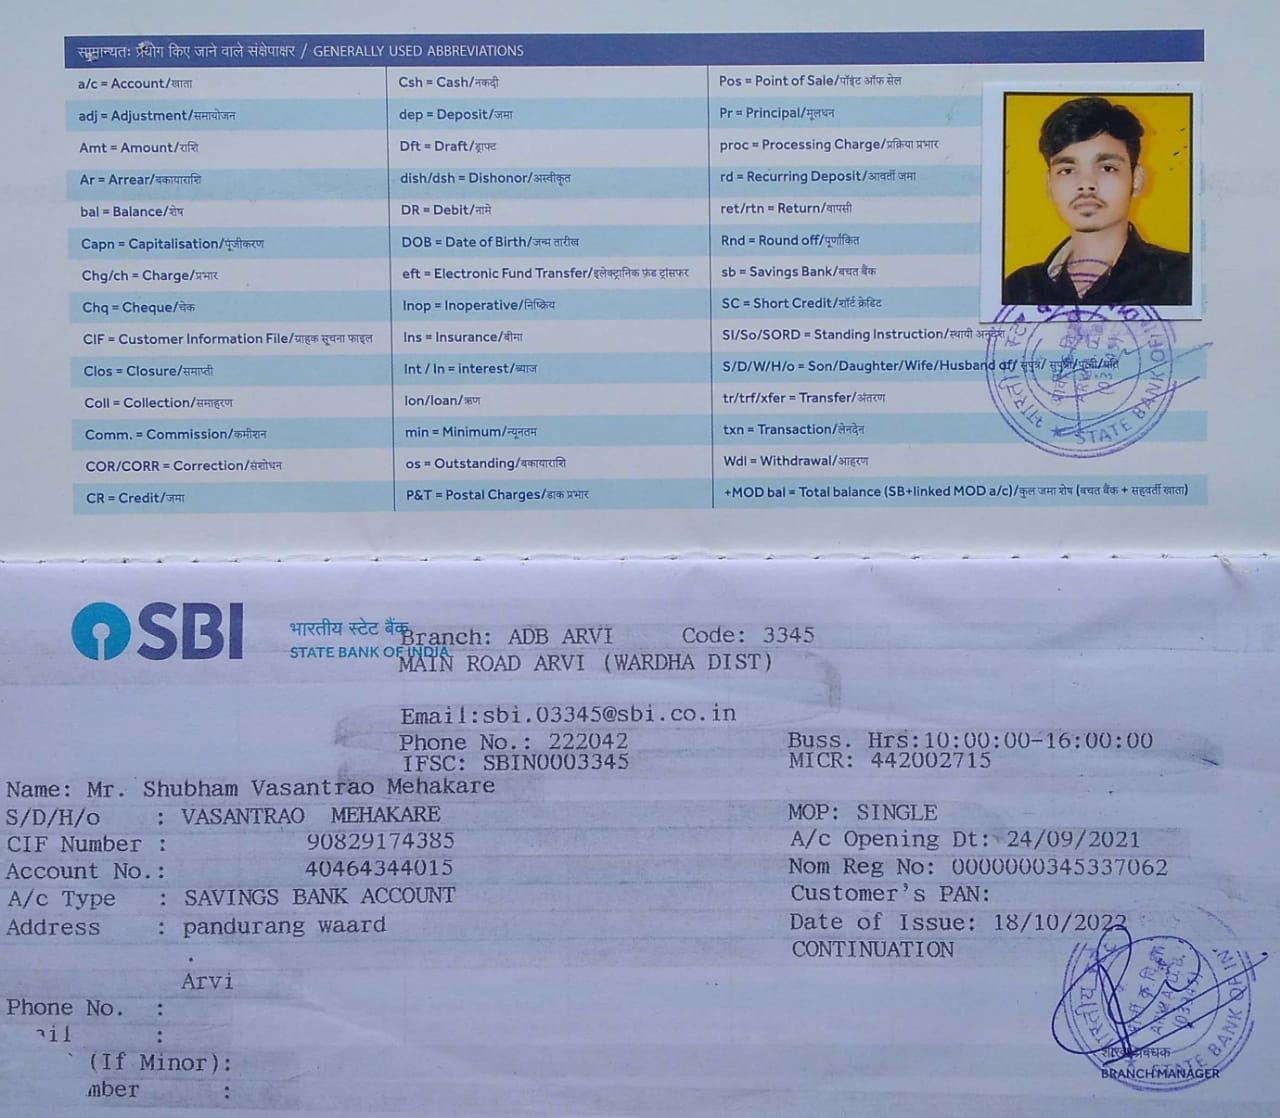 सामान्यतः प्रयोग किए जाने वाले संक्षेपाक्षर / GENERALLY USED ABBREVIATIONS
a/c = Account/खाता
adj = Adjustment/समायोजन
Amt = Amount/राशि
Ar = Arrear/बकायाराशि
bal = Balance/शेष
Capn = Capitalisation/पूंजीकरण
Chg/ch = Charge/प्रभार
Chq = Cheque/चेक
CIF = Customer Information File/ग्राहक सूचना फाइल
Clos = Closure/समाप्ती
Coll = Collection/समाहरण
Comm. = Commission/कमीशन
COR/CORR = Correction/संशोधन
CR = Credit/जमा
Csh = Cash/नकदी
dep = Deposit/जमा
Dft = Draft/ड्राफ्ट
dish/dsh = Dishonor/अस्वीकृत
DR = Debit/नामे
DOB = Date of Birth/जन्म तारीख
eft = Electronic Fund Transfer/इलेक्ट्रानिक फ़ंड ट्रांसफर
Inop = Inoperative/निष्क्रिय
Ins = Insurance/बीमा
Int / In = interest/ब्याज
lon/loan/ऋण
min = Minimum/न्यूनतम
os = Outstanding/बकायाराशि
P&T = Postal Charges/डाक प्रभार
Pos = Point of Sale/पॉइंट ऑफ सेल
Pr = Principal/मूलधन
proc = Processing Charge/प्रक्रिया प्रभार
rd = Recurring Deposit/आवर्ती जमा
ret/rtn = Return/वापसी
Rnd = Round off/पूर्णांकित
sb = Savings Bank/बचत बैंक
SC = Short Credit/शॉर्ट क्रेडिट
SI/So/SORD = Standing Instruction/स्थायी अनुदेश
S/D/W/H/o = Son/Daughter/Wife/Husband of/ सुपुत्र/ सुपुत्री/पत्नी/पति
tr/trf/xfer = Transfer/अंतरण
txn = Transaction/लेनदेन
Wdl = Withdrawal/आहरण
+MOD bal = Total balance (SB+linked MOD a/c)/कुल जमा शेष (बचत बैंक + सहवर्ती खाता)
भारतीय स्टेट
STATE BANK OF
SBI
भारतीय स्टेट बैंक
STATE BANK OF INDIA
Branch: ADB ARVI Code: 3345
MAIN ROAD ARVI (WARDHA DIST)
Email:sbi.03345@sbi.co.in
Phone No.: 222042 Buss. Hrs:10:00:00-16:00:00
IFSC: SBIN0003345 MICR: 442002715
Name: Mr. Shubham Vasantrao Mehakare
S/D/H/o : VASANTRAO MEHAKARE MOP: SINGLE
CIF Number : 90829174385 A/c Opening Dt: 24/09/2021
Account No.: 40464344015 Nom Reg No: 0000000345337062
A/c Type : SAVINGS BANK ACCOUNT Customer's PAN:
Address : pandurang waard Date of Issue: 18/10/2022
. CONTINUATION
Arvi
Phone No. :
ail :
(If Minor):
mber :
भारतीय
STATE BANK OF IN
शाखा प्रबंधक
BRANCH MANAGER